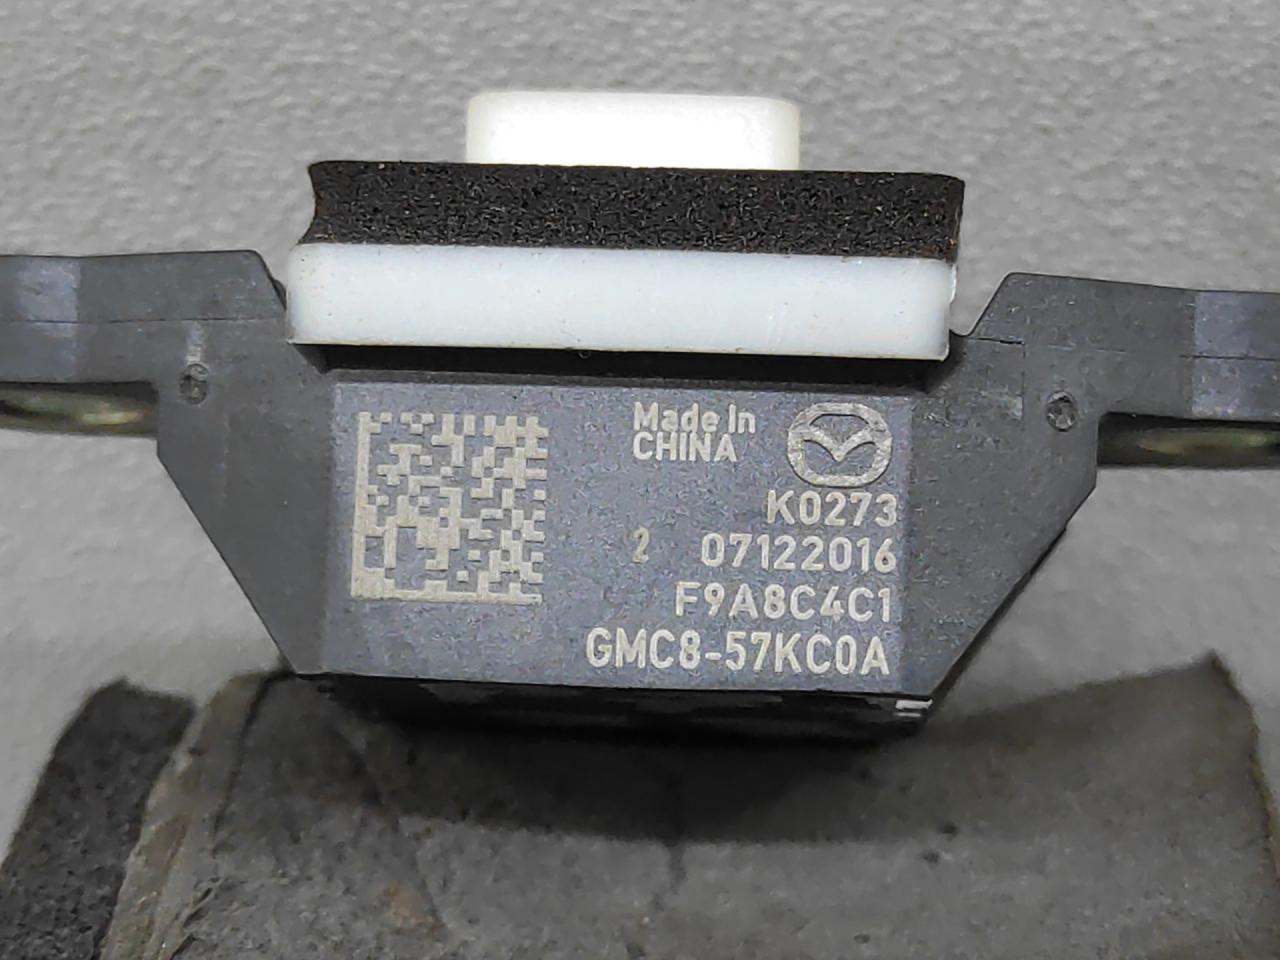 Made In
CHINA
K0273
2 07122016
F9A8C4C1
GMC8-57KC0A